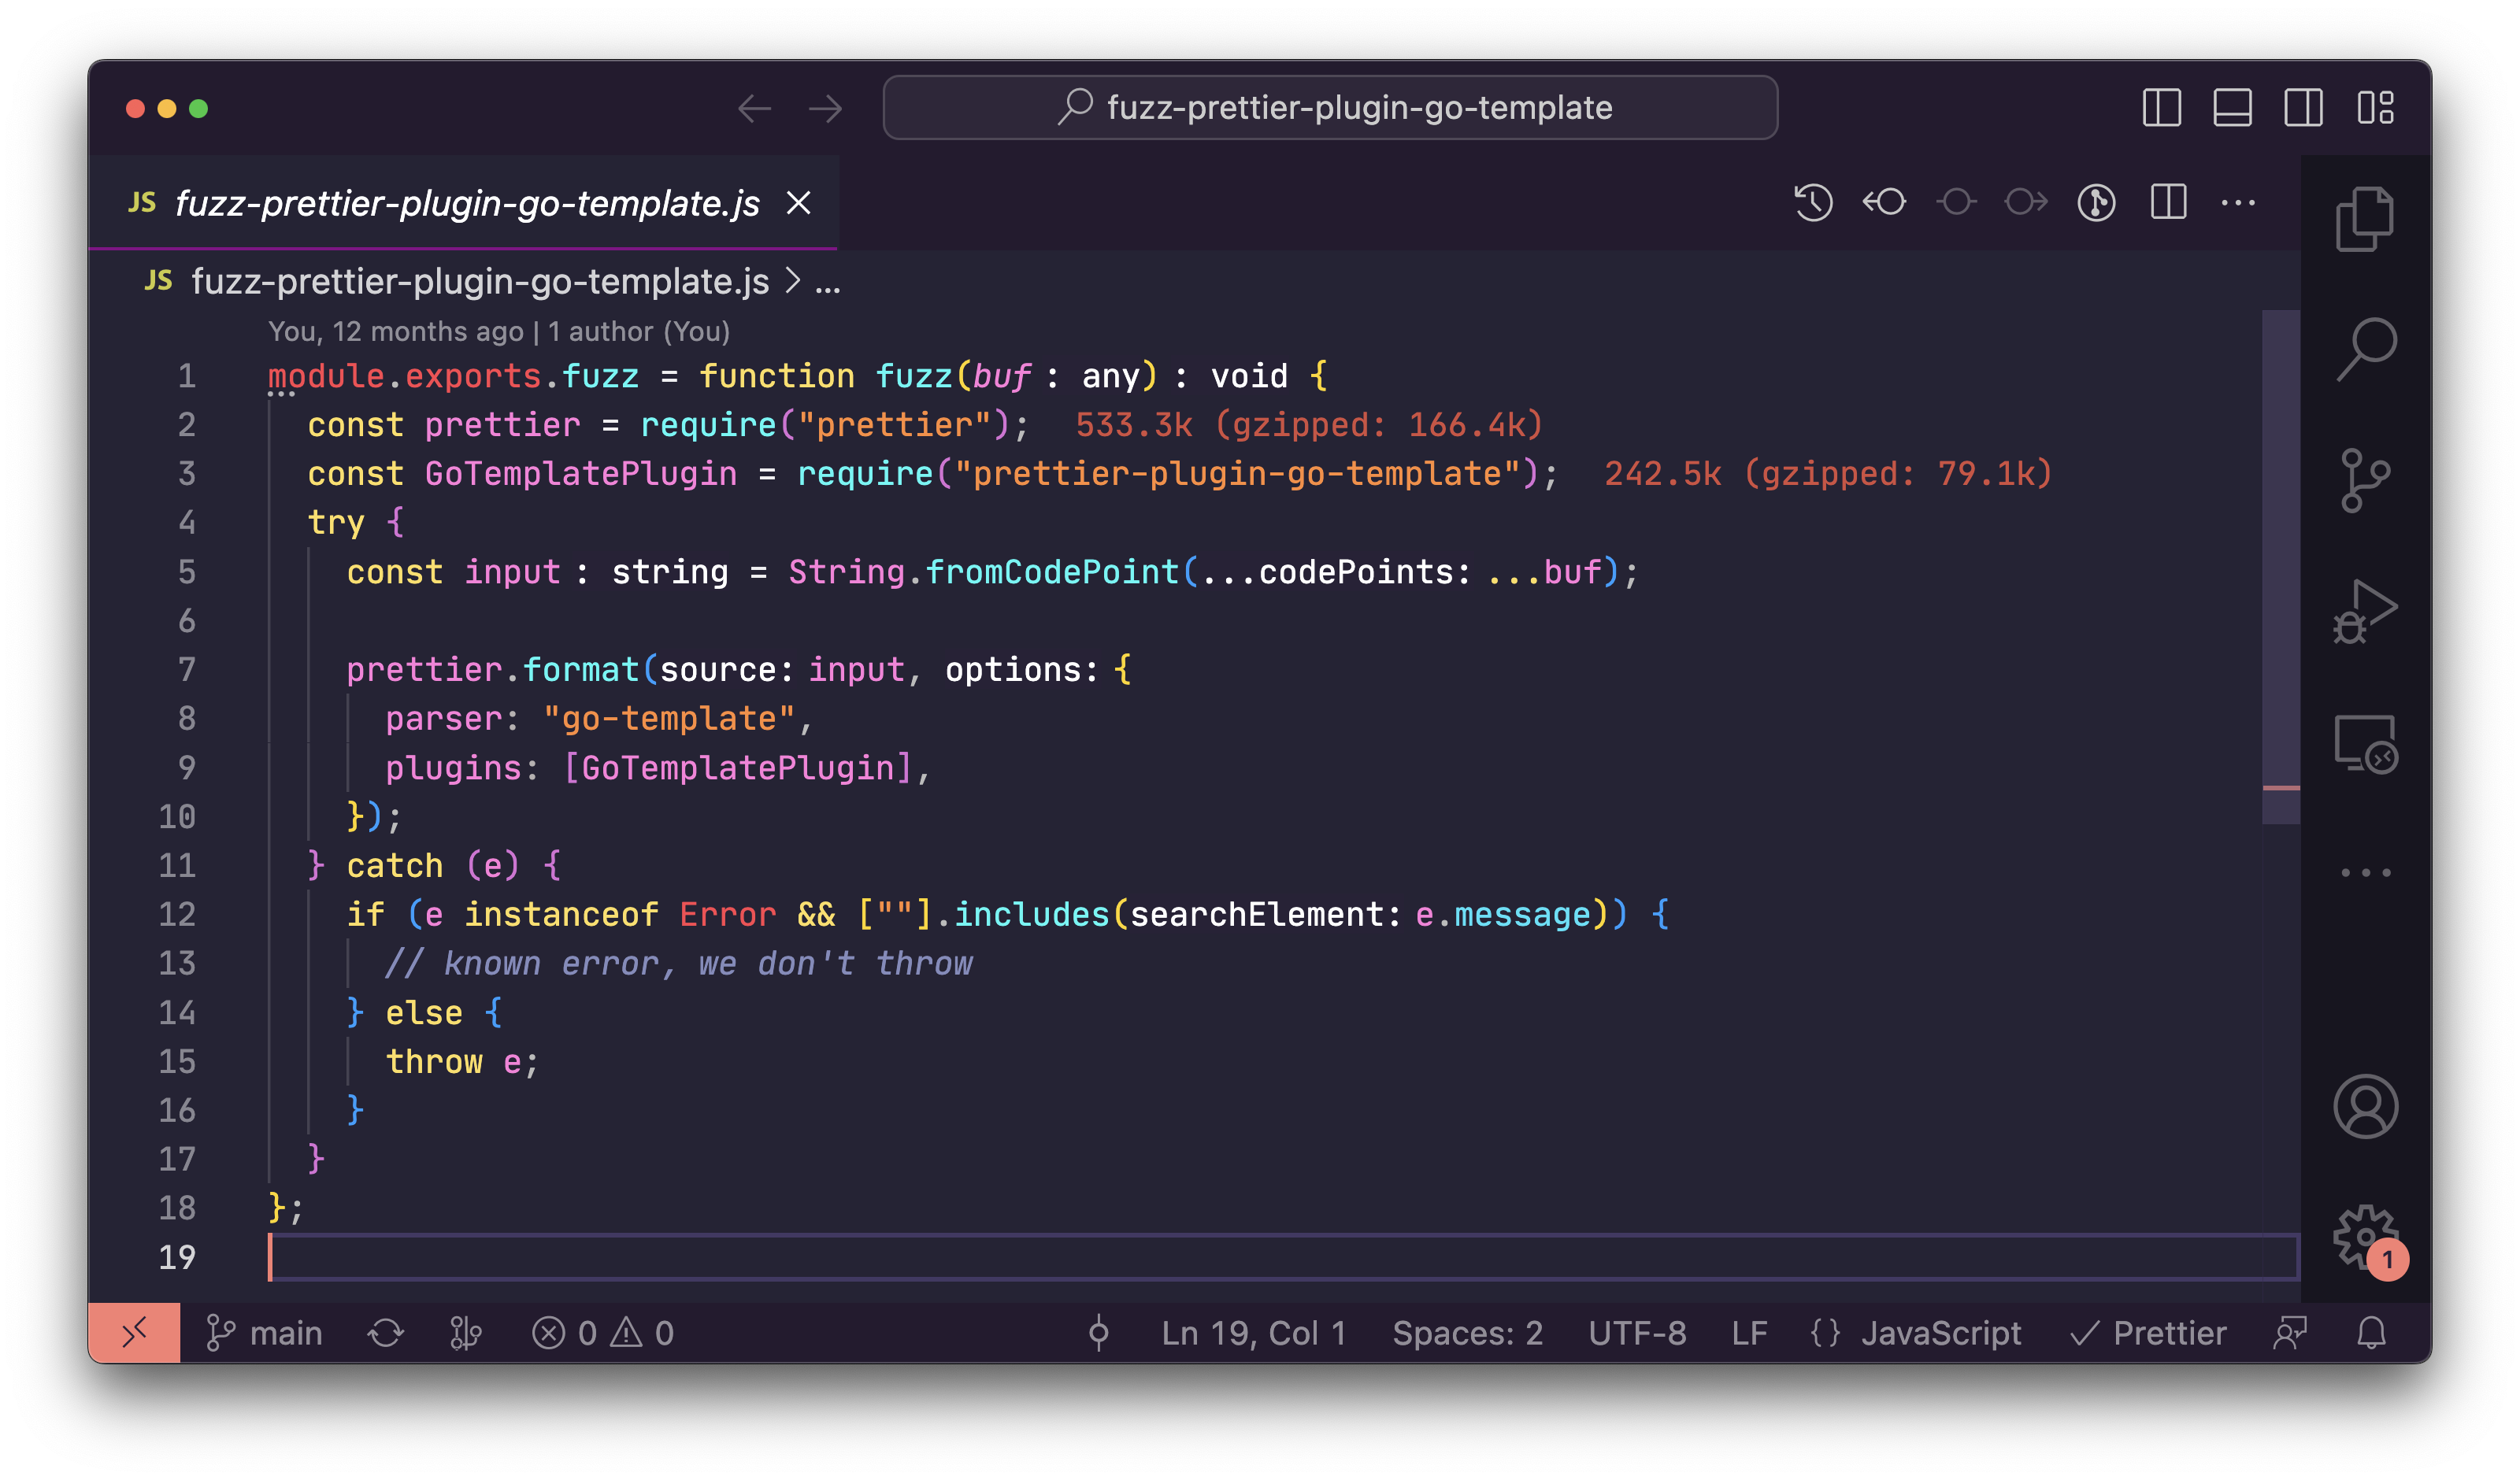 fuzz-prettier-plugin-go-template
JS fuzz-prettier-plugin-go-template.js
JS fuzz-prettier-plugin-go-template.js > ...
You, 12 months ago | 1 author (You)
1 module.exports.fuzz = function fuzz(buf : any) : void {
2 const prettier = require("prettier"); 533.3k (gzipped: 166.4k)
3 const GoTemplatePlugin = require("prettier-plugin-go-template"); 242.5k (gzipped: 79.1k)
4 try {
5 const input : string = String.fromCodePoint(...codePoints: ...buf);
6
7 prettier.format(source: input, options: {
8 parser: "go-template",
9 plugins: [GoTemplatePlugin],
10 });
11 } catch (e) {
12 if (e instanceof Error && [""].includes(searchElement: e.message)) {
13 // known error, we don't throw
14 } else {
15 throw e;
16 }
17 }
18 };
19
1
main 0 0 Ln 19, Col 1 Spaces: 2 UTF-8 LF {} JavaScript Prettier